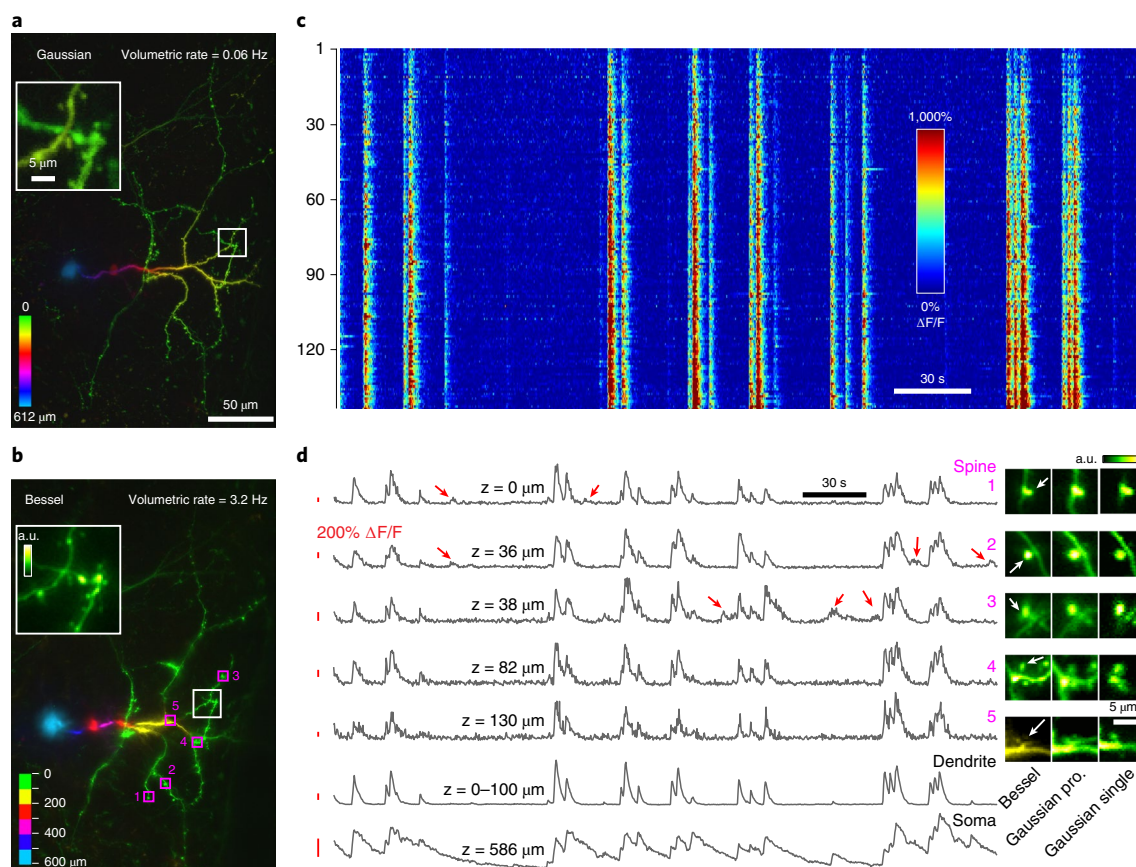 a
Gaussian
Volumetric rate = 0.06 Hz
5 μm
0
612 μm
50 μm
b
Bessel
Volumetric rate = 3.2 Hz
a.u.
3
5
4
2
1
0
200
400
600 μm
c
1
30
60
90
120
1,000%
0%
ΔF/F
30 s
d
200% ΔF/F
z = 0 μm
z = 36 μm
z = 38 μm
z = 82 μm
z = 130 μm
z = 0–100 μm
z = 586 μm
30 s
Spine
1
2
3
4
5
Dendrite
Soma
a.u.
5 μm
Bessel
Gaussian pro.
Gaussian single